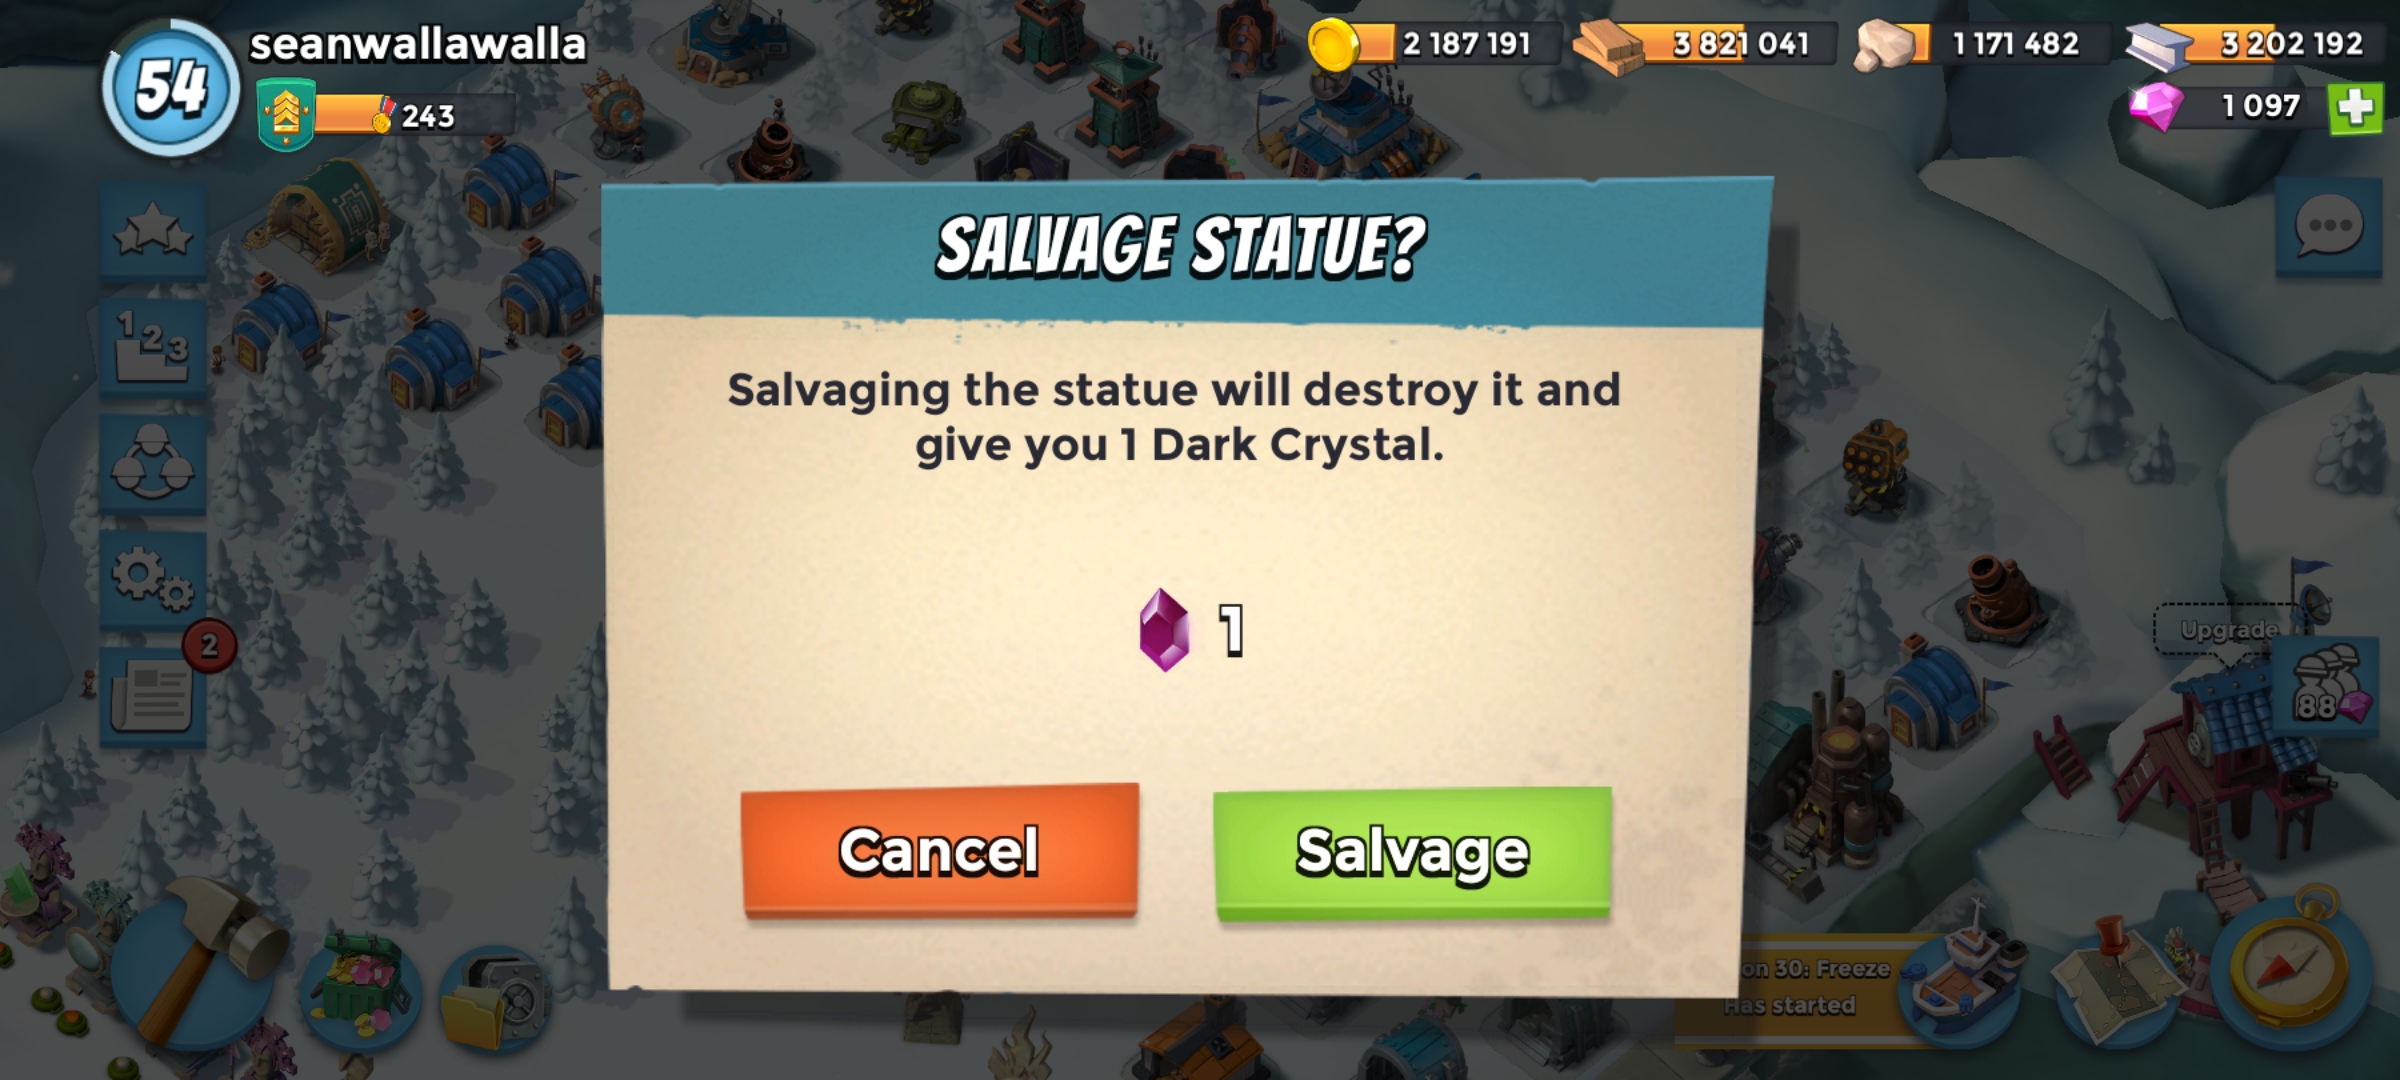 54
seanwallawalla
243
2 187 191
3 821 041
1 171 482
3 202 192
1 097
123
2
SALVAGE STATUE?
Salvaging the statue will destroy it and
give you 1 Dark Crystal.
1
Cancel
Salvage
Upgrade
88
on 30: Freeze
Has started